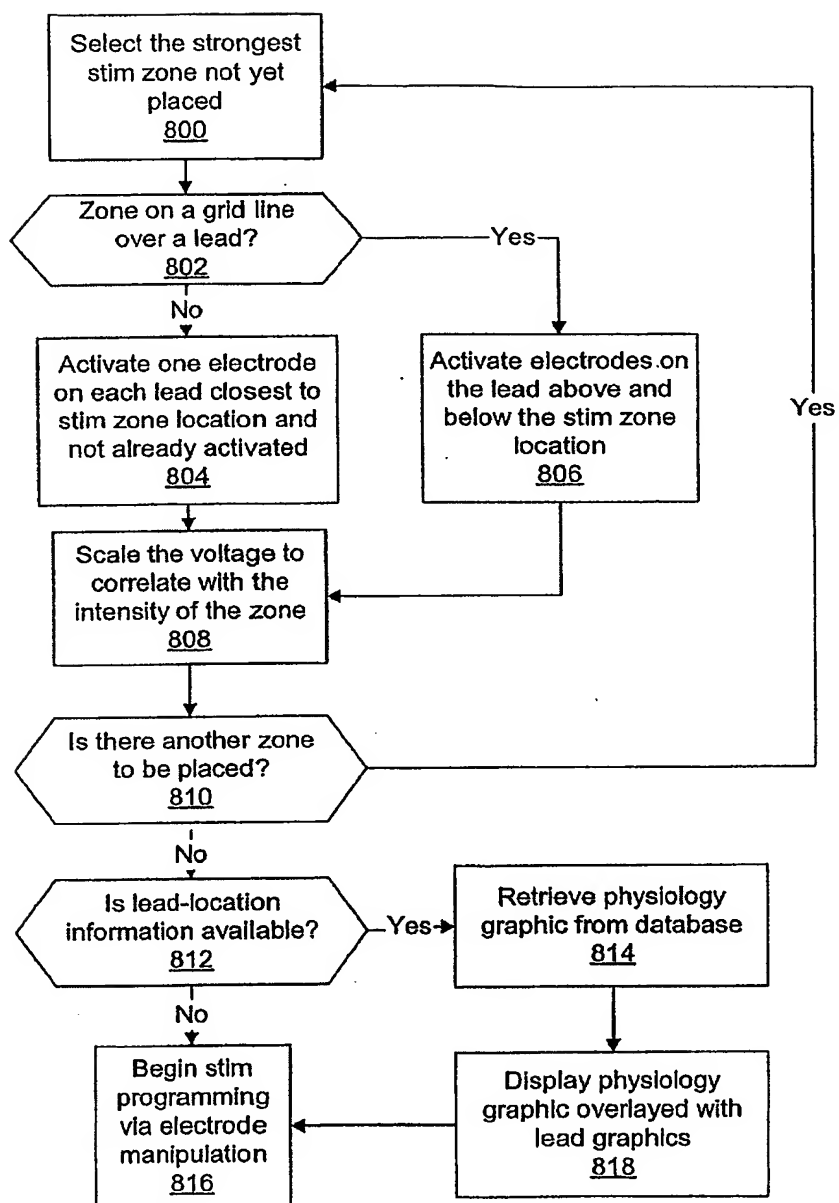 Select the strongest
stim zone not yet
placed
800
Zone on a grid line
over a lead?
802
Yes
No
Activate one electrode
on each lead closest to
stim zone location and
not already activated
804
Activate electrodes on
the lead above and
below the stim zone
location
806
Yes
Scale the voltage to
correlate with the
intensity of the zone
808
Is there another zone
to be placed?
810
No
Is lead-location
information available?
812
Yes
Retrieve physiology
graphic from database
814
No
Begin stim
programming
via electrode
manipulation
816
Display physiology
graphic overlayed with
lead graphics
818